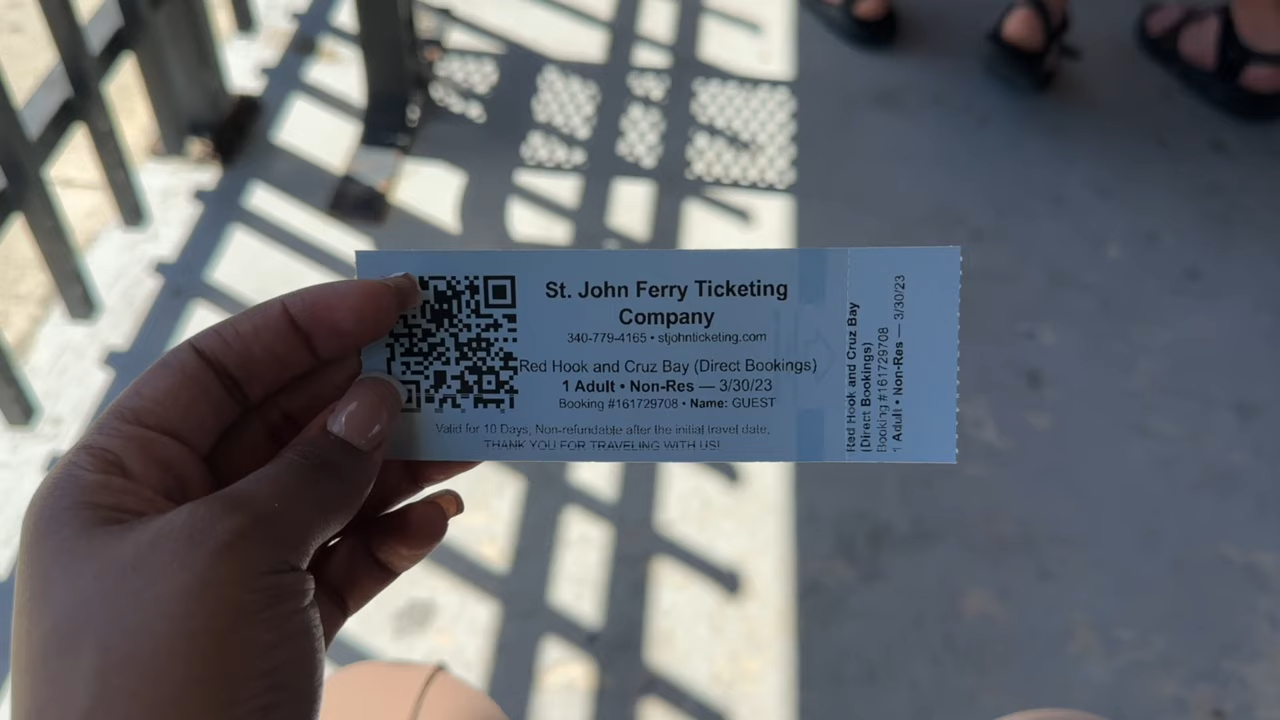 St. John Ferry Ticketing
Company
340-779-4165 • stjohnticketing.com
Red Hook and Cruz Bay (Direct Bookings)
1 Adult • Non-Res — 3/30/23
Booking #161729708 • Name: GUEST
Valid for 10 Days, Non-refundable after the initial travel date,
THANK YOU FOR TRAVELING WITH US!
Red Hook and Cruz Bay
(Direct Bookings)
Booking #161729708
1 Adult • Non-Res — 3/30/23